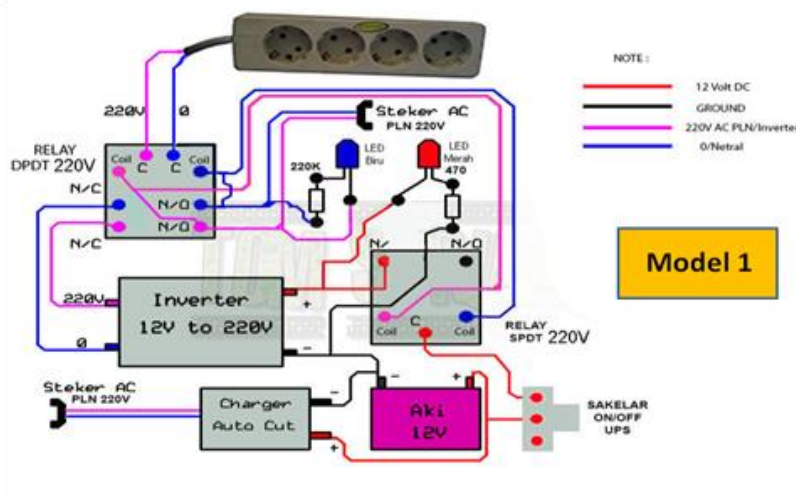 NOTE :
12 Volt DC
GROUND
220V AC PLN/Inverter
0/Netral
220V
0
Steker AC
PLN 220V
RELAY
DPDT 220V
Coil
C
C
Coil
N/C
N/O
N/O
N/C
220K
LED
Biru
LED
Merah
470
N/
N/O
C
Coil
Coil
RELAY
SPDT 220V
Model 1
220V
0
Inverter
12V to 220V
+
-
Steker AC
PLN 220V
Charger
Auto Cut
-
+
-
+
Aki
12V
SAKELAR
ON/OFF
UPS